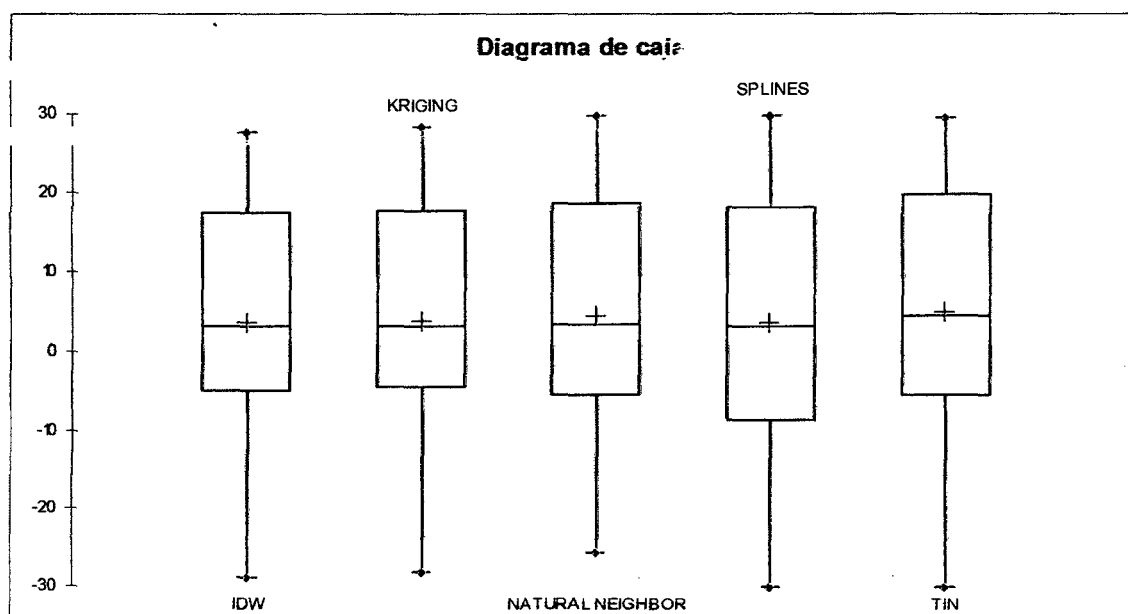 Diagrama de caja
SPLINES
KRIGING
30
20
10
0
-10
-20
-30
IDW
NATURAL NEIGHBOR
TIN